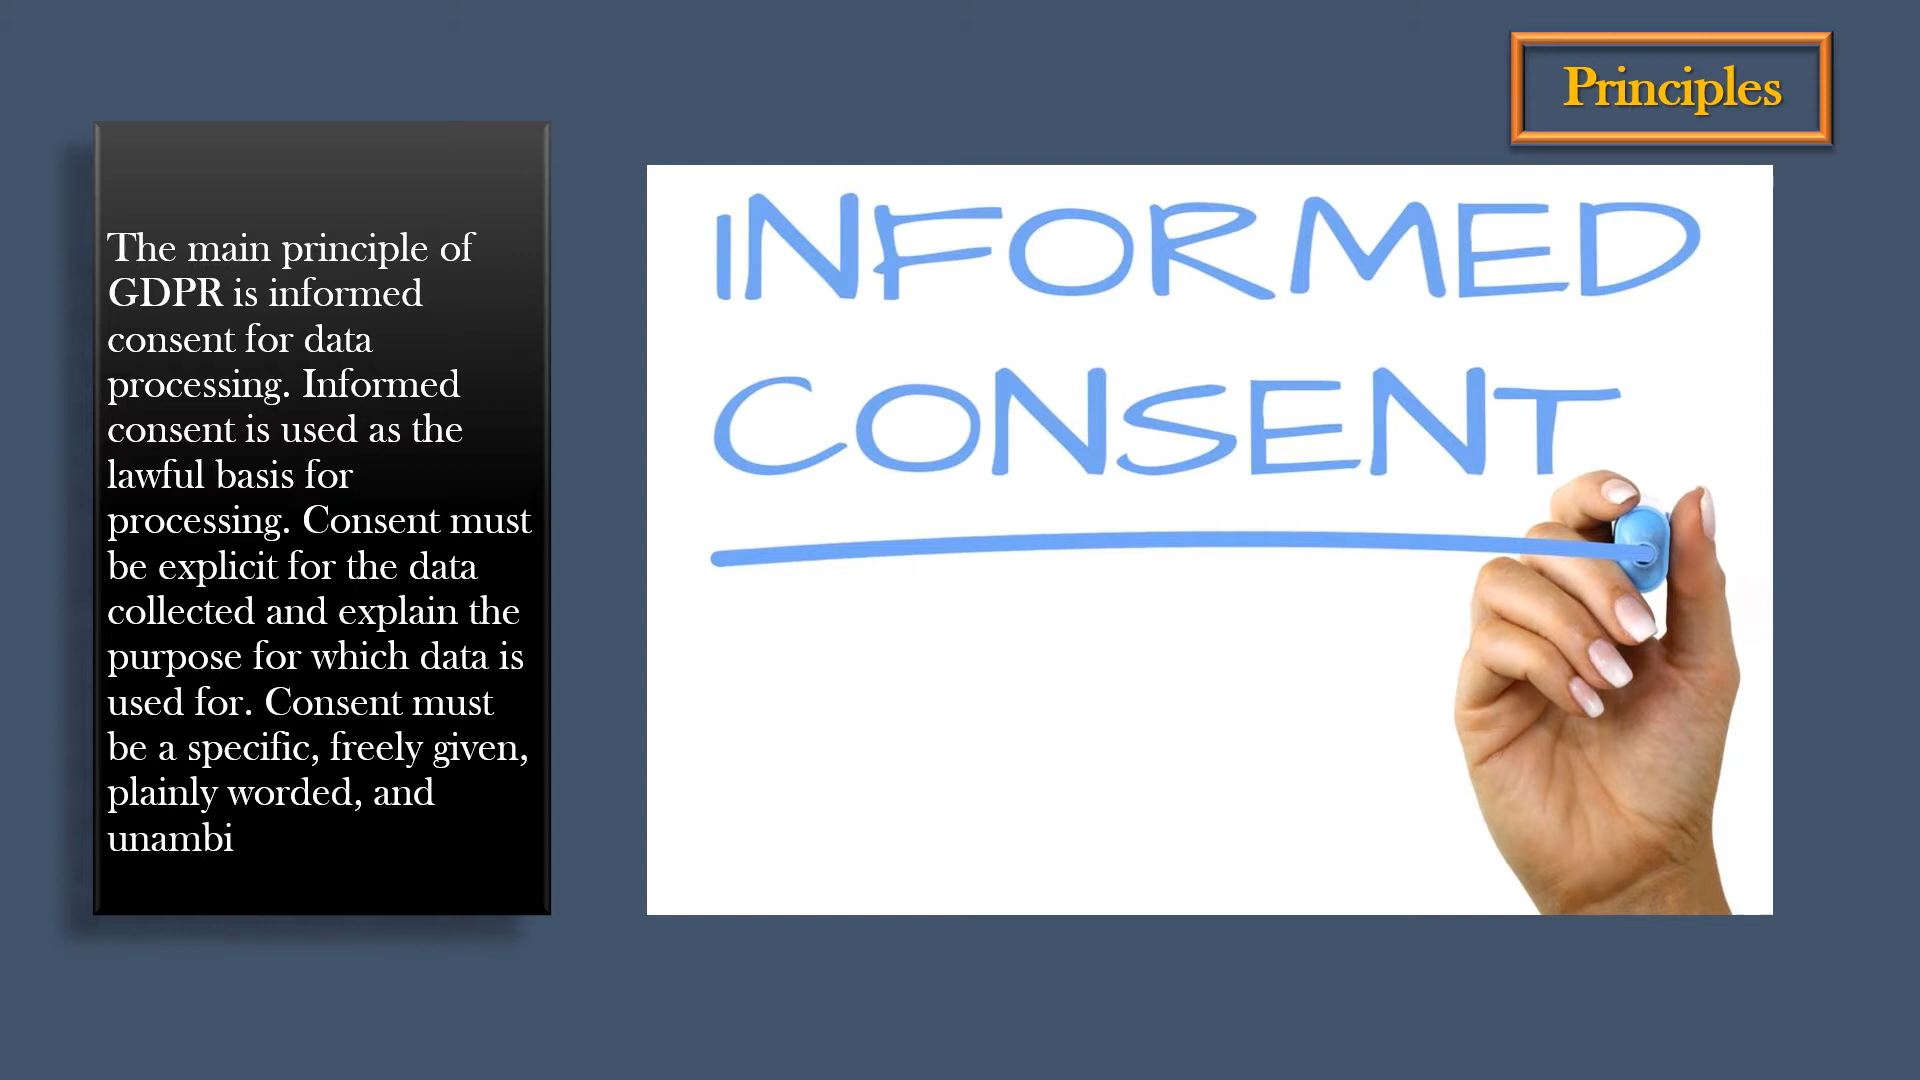 Principles
The main principle of
GDPR is informed
consent for data
processing. Informed
consent is used as the
lawful basis for
processing. Consent must
be explicit for the data
collected and explain the
purpose for which data is
used for. Consent must
be a specific, freely given,
plainly worded, and
unambi
INFORMED
CONSENT